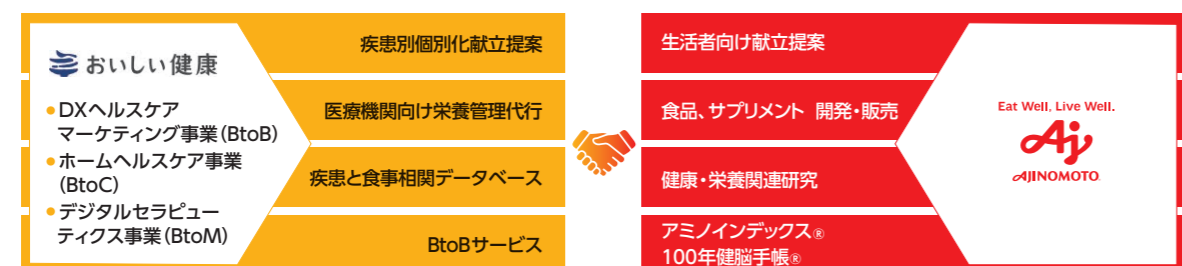 おいしい健康
●DXヘルスケア
マーケティング事業（BtoB）
●ホームヘルスケア事業
（BtoC）
●デジタルセラピュー
ティクス事業（BtoM）
疾患別個別化献立提案
医療機関向け栄養管理代行
疾患と食事相関データベース
BtoBサービス
生活者向け献立提案
食品、サプリメント 開発・販売
健康・栄養関連研究
アミノインデックス®
100年健脳手帳®
Eat Well, Live Well.
AJINOMOTO